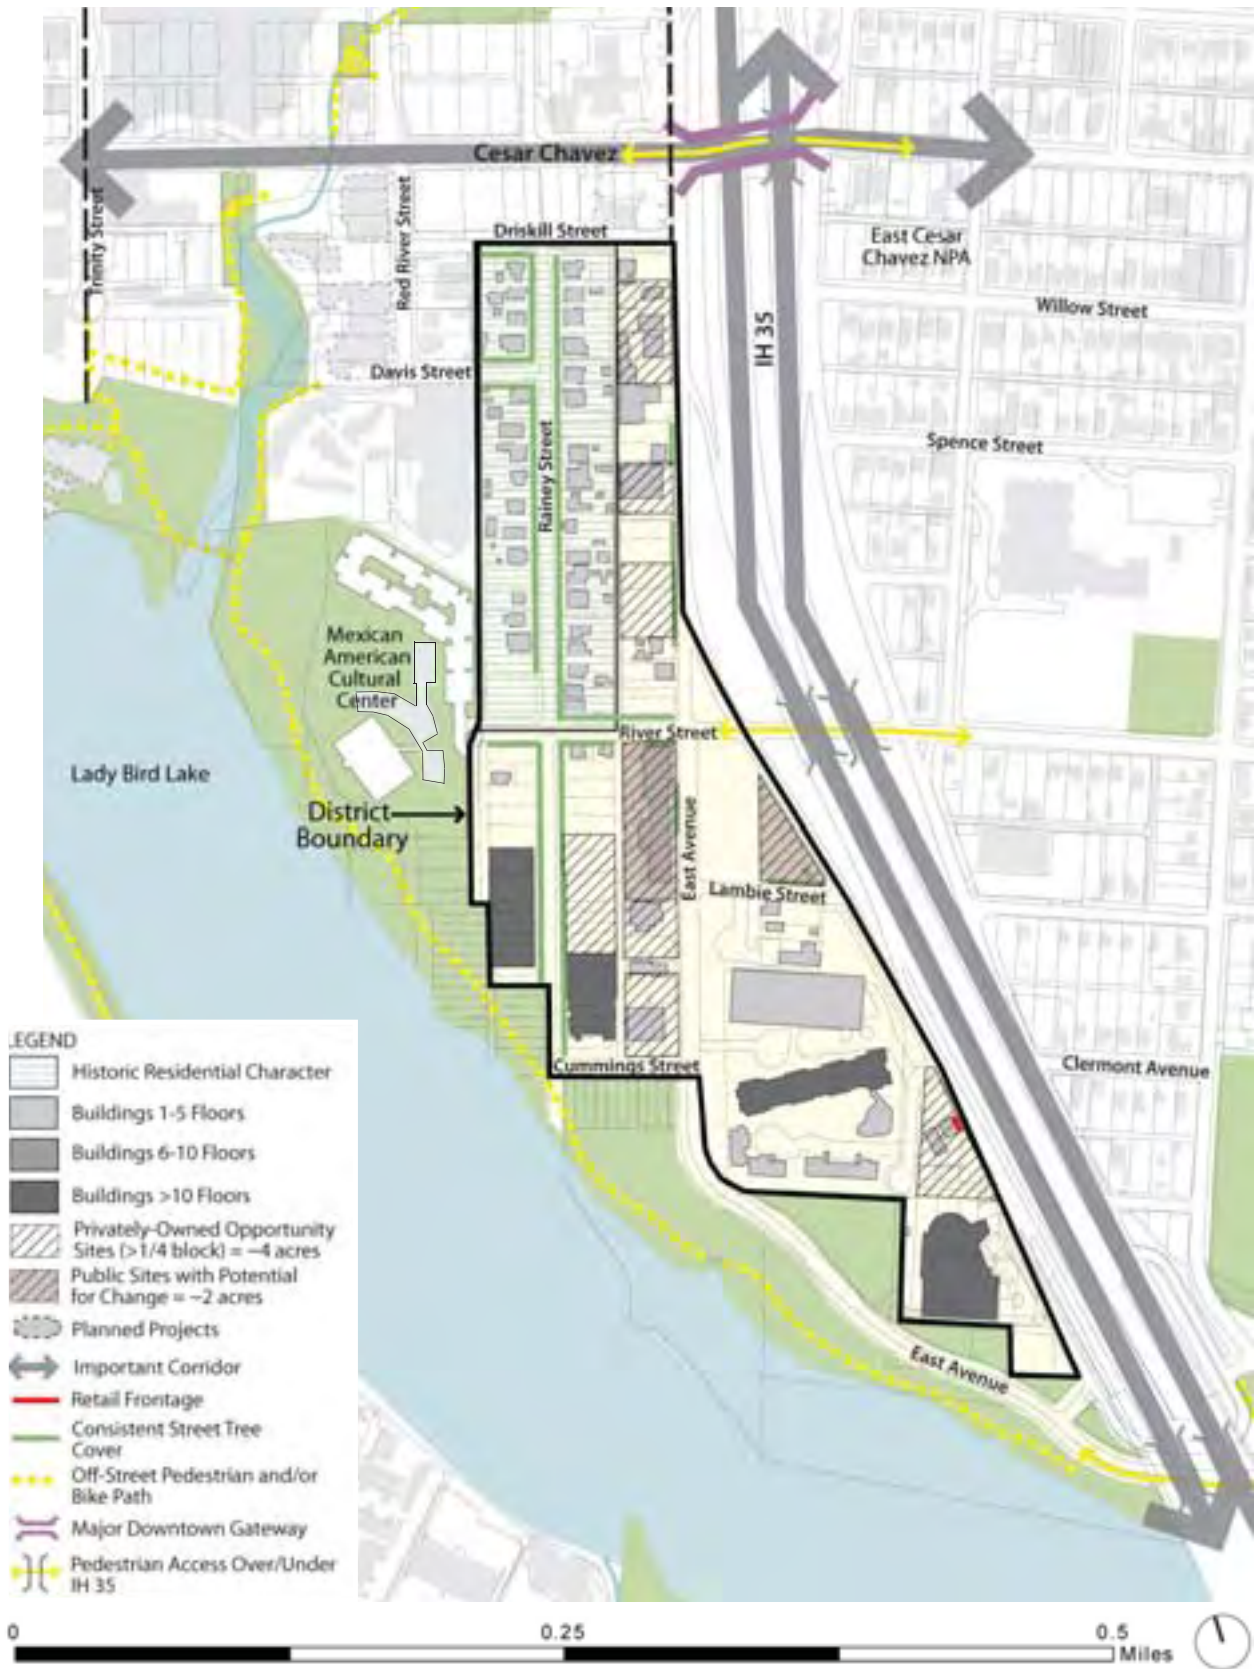 Cesar Chavez
Trinity Street
Red River Street
Driskill Street
East Cesar
Chavez NPA
Willow Street
IH 35
Davis Street
Rainey Street
Spence Street
Mexican
American
Cultural
Center
River Street
Lady Bird Lake
District
Boundary
East Avenue
Lambie Street
Cummings Street
Clermont Avenue
East Avenue
LEGEND
Historic Residential Character
Buildings 1-5 Floors
Buildings 6-10 Floors
Buildings >10 Floors
Privately-Owned Opportunity
Sites (>1/4 block) = ~4 acres
Public Sites with Potential
for Change = ~2 acres
Planned Projects
Important Corridor
Retail Frontage
Consistent Street Tree
Cover
Off-Street Pedestrian and/or
Bike Path
Major Downtown Gateway
Pedestrian Access Over/Under
IH 35
0 0.25 0.5
Miles